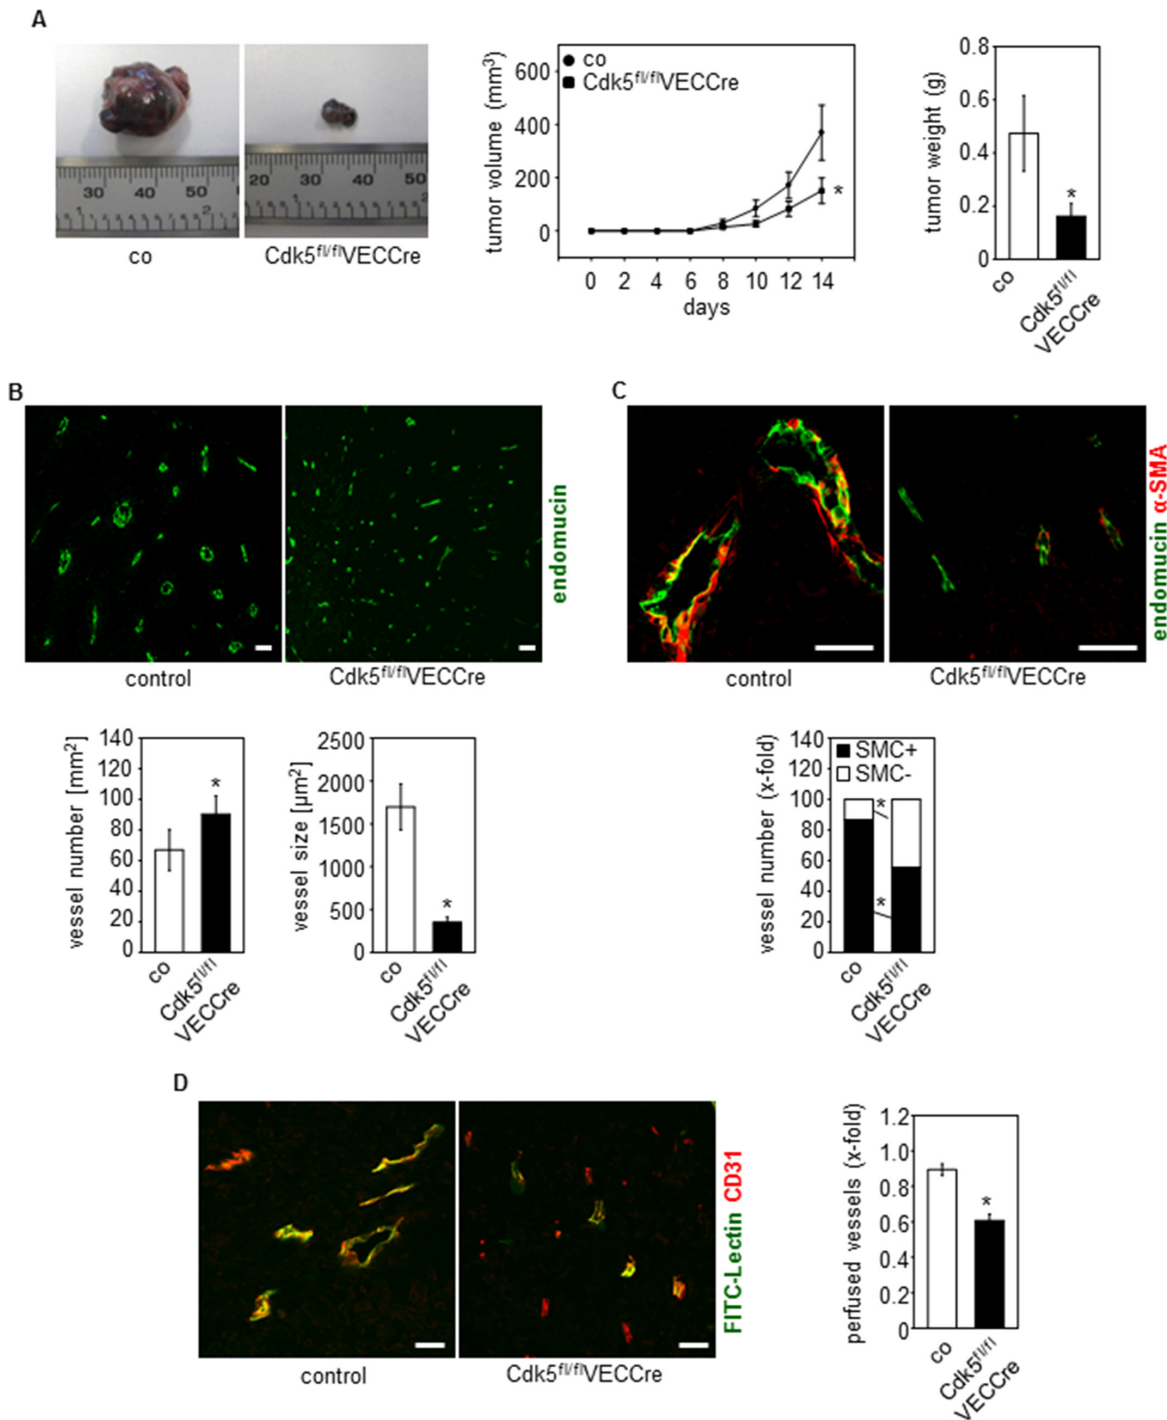 A
30 40 50
1 2
co
20 30 40 50
1 2
Cdk5fl/flVECCre
tumor volume (mm3)
600
400
200
0
co
Cdk5fl/flVECCre
*
0 2 4 6 8 10 12 14
days
tumor weight (g)
0.8
0.6
0.4
0.2
0
*
co
Cdk5fl/fl
VECCre
B
endomucin
control
Cdk5fl/flVECCre
vessel number [mm2]
140
120
100
80
60
40
20
0
*
co
Cdk5fl/fl
VECCre
vessel size [µm2]
2500
2000
1500
1000
500
0
*
co
Cdk5fl/fl
VECCre
C
endomucin α-SMA
control
Cdk5fl/flVECCre
vessel number (x-fold)
140
120
100
80
60
40
20
0
SMC+
SMC-
*
*
co
Cdk5fl/fl
VECCre
D
FITC-Lectin CD31
control
Cdk5fl/flVECCre
perfused vessels (x-fold)
1.2
1.0
0.8
0.6
0.4
0.2
0
*
co
Cdk5fl/fl
VECCre